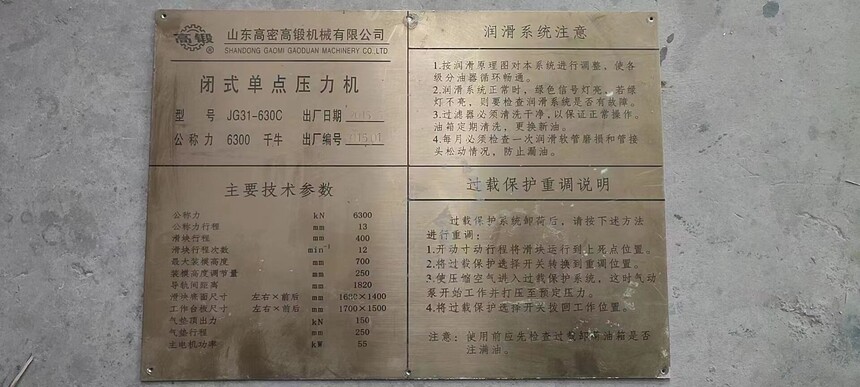 高锻
®
山东高密高锻机械有限公司
SHANDONG GAOMI GAODUAN MACHINERY CO.LTD.
闭式单点压力机
型 号 JG31-630C 出厂日期
公称力 6300 千牛 出厂编号
主要技术参数
公称力 kN 6300
公称力行程 mm 13
滑块行程 mm 400
滑块行程次数 min⁻¹ 12
最大装模高度 mm 700
装模高度调节量 mm 250
导轨间距离 mm 1820
滑块底面尺寸 左右×前后 mm 1680×1400
工作台板尺寸 左右×前后 mm 1700×1500
气垫顶出力 kN 150
气垫行程 mm 250
主电机功率 kW 55
润滑系统注意
1.按润滑原理图对本系统进行调整，使各
级分油器循环畅通。
2.润滑系统正常时，绿色信号灯亮，若绿
灯不亮，则要检查润滑系统是否有故障。
3.过滤器必须清洗干净,以保证正常操作。
油箱定期清洗，更换新油。
4.每月必须检查一次润滑软管磨损和管接
头松动情况，防止漏油。
过载保护重调说明
过载保护系统卸荷后，请按下述方法
进行重调：
1.开动寸动行程将滑块运行到上死点位置。
2.将过载保护选择开关转换到重调位置。
3.使压缩空气进入过载保护系统，这时气动
泵开始工作并打压至预定压力。
4.将过载保护选择开关拨回工作位置。
注意： 使用前应先检查过载卸荷油箱是否
注满油。